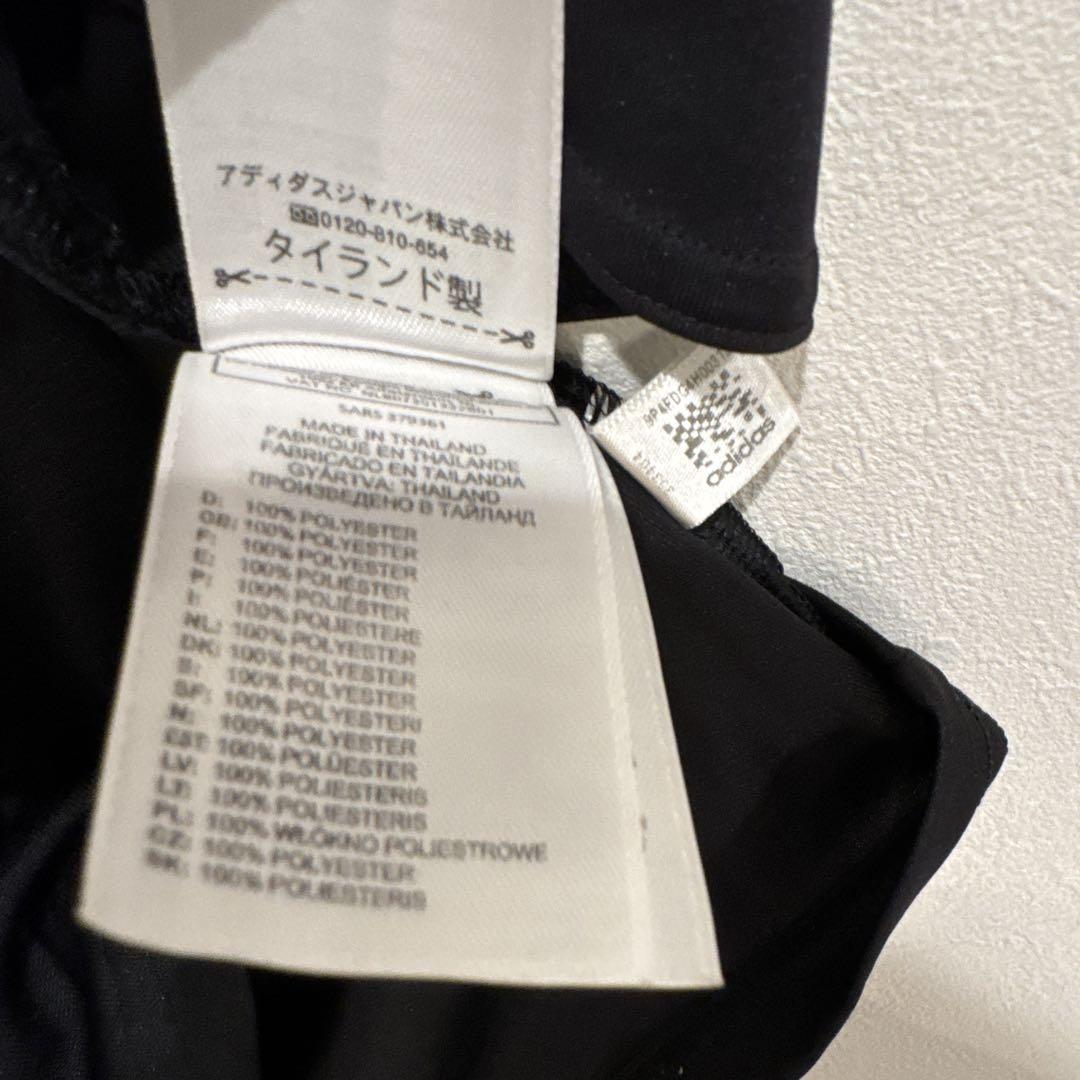 アディダスジャパン株式会社
0120-810-654
タイランド製
MADE IN THAILAND
FABRIQUÉ EN THAÏLANDE
FABRICADO EN TAILANDIA
GYÁRTVA: THAILAND
ПРОИЗВЕДЕНО В ТАЙЛАНД
D: 100% POLYESTER
GB: 100% POLYESTER
F: 100% POLYESTER
E: 100% POLIÉSTER
P: 100% POLIÉSTER
I: 100% POLIESTERE
NL: 100% POLYESTER
DK: 100% POLYESTER
S: 100% POLYESTER
SF: 100% POLYESTERI
N: 100% POLYESTER
EST: 100% POLÜESTER
LV: 100% POLIESTERIS
LT: 100% POLIESTERIS
PL: 100% WŁÓKNO POLIESTROWE
CZ: 100% POLYESTER
SK: 100% POLIESTERIS
adidas